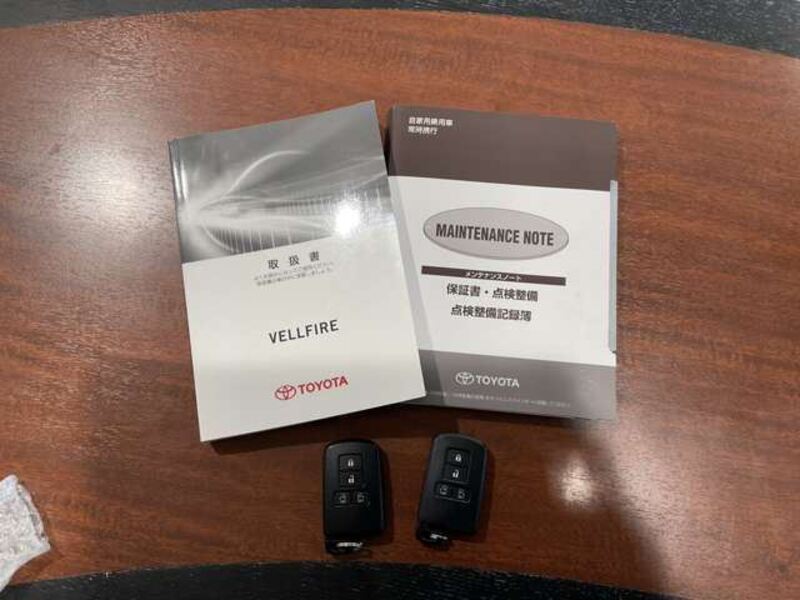 取扱書
VELLFIRE
TOYOTA
自家用乗用車
常時携行
MAINTENANCE NOTE
メンテナンスノート
保証書・点検整備
点検整備記録簿
TOYOTA